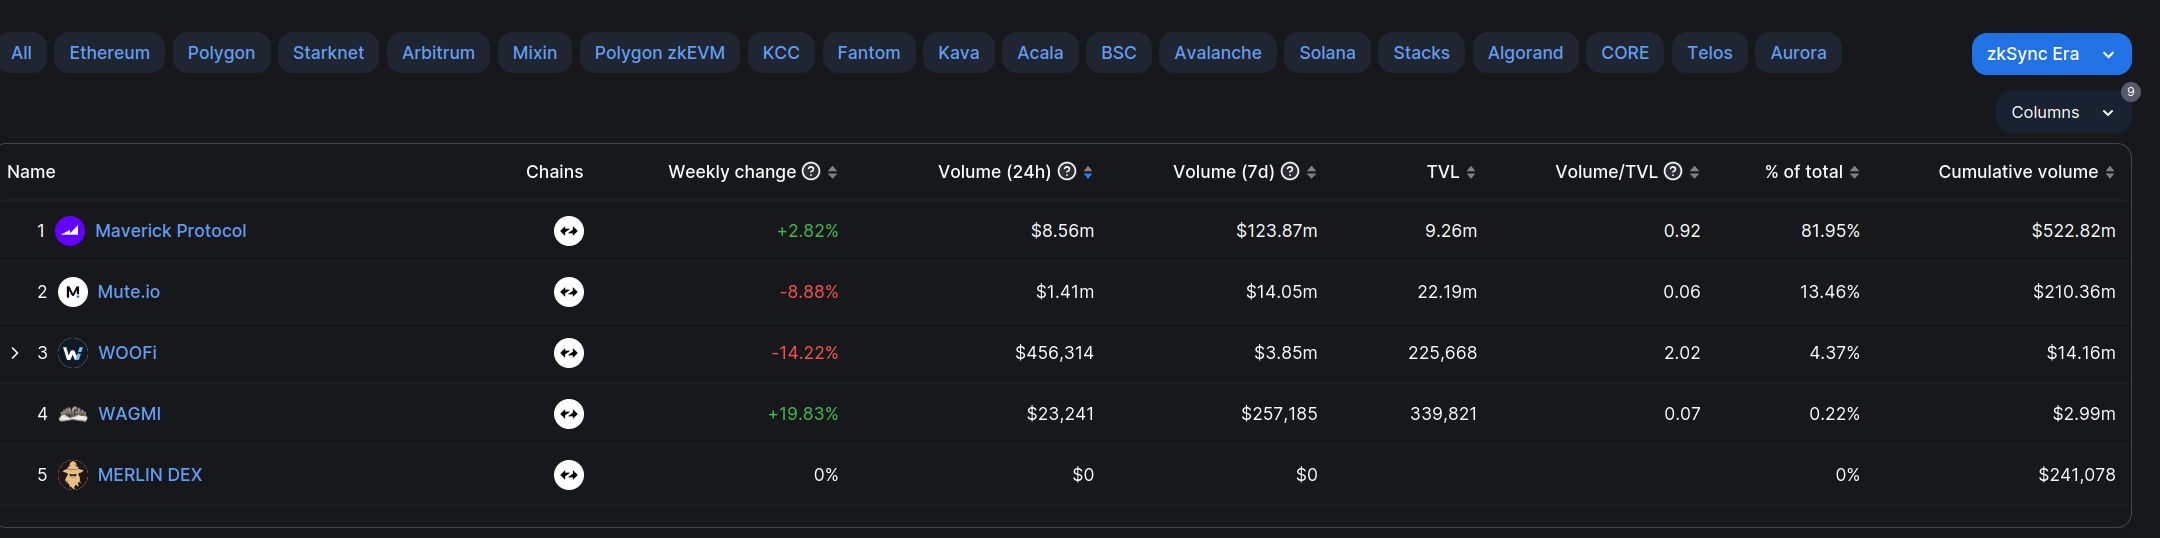 All Ethereum Polygon Starknet Arbitrum Mixin Polygon zkEVM KCC Fantom Kava Acala BSC Avalanche Solana Stacks Algorand CORE Telos Aurora zkSync Era
9
Columns
Name Chains Weekly change ? Volume (24h) ? Volume (7d) ? TVL Volume/TVL ? % of total Cumulative volume
1 Maverick Protocol +2.82% $8.56m $123.87m 9.26m 0.92 81.95% $522.82m
2 M Mute.io -8.88% $1.41m $14.05m 22.19m 0.06 13.46% $210.36m
3 W WOOFi -14.22% $456,314 $3.85m 225,668 2.02 4.37% $14.16m
4 WAGMI +19.83% $23,241 $257,185 339,821 0.07 0.22% $2.99m
5 MERLIN DEX 0% $0 $0 0% $241,078